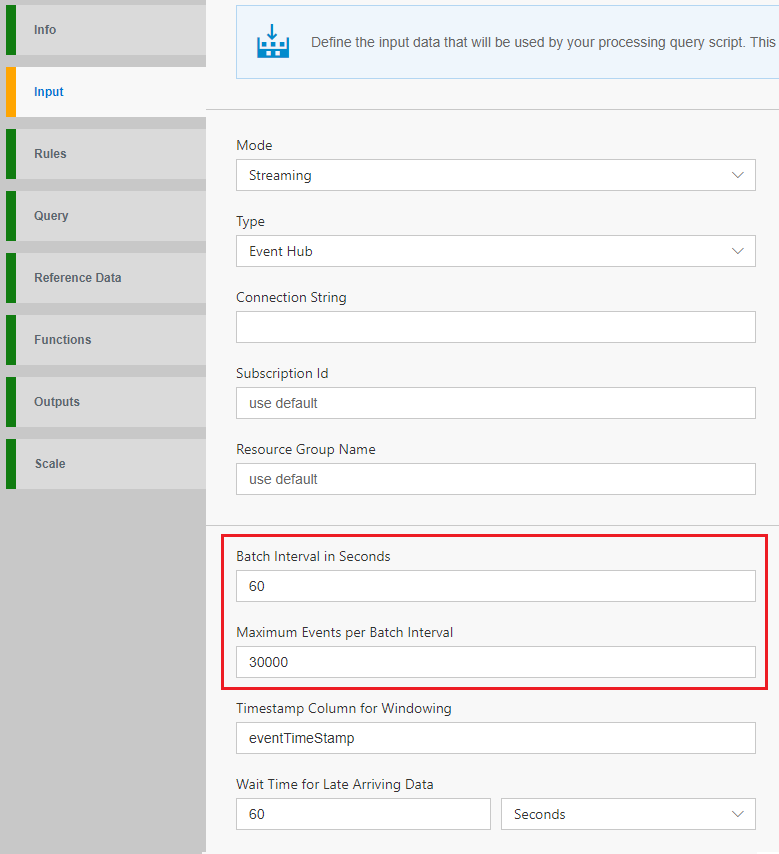 Info
Input
Rules
Query
Reference Data
Functions
Outputs
Scale
Define the input data that will be used by your processing query script. This
Mode
Streaming
Type
Event Hub
Connection String
Subscription Id
use default
Resource Group Name
use default
Batch Interval in Seconds
60
Maximum Events per Batch Interval
30000
Timestamp Column for Windowing
eventTimeStamp
Wait Time for Late Arriving Data
60 Seconds